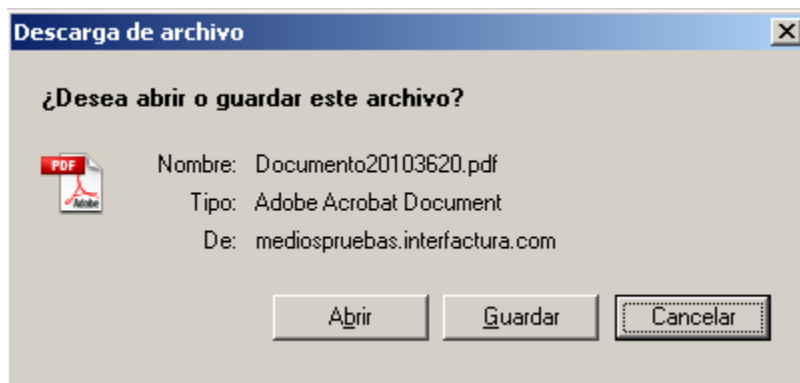 Descarga de archivo
¿Desea abrir o guardar este archivo?
PDF
Adobe
Nombre: Documento20103620.pdf
Tipo: Adobe Acrobat Document
De: mediospruebas.interfactura.com
Abrir Guardar Cancelar